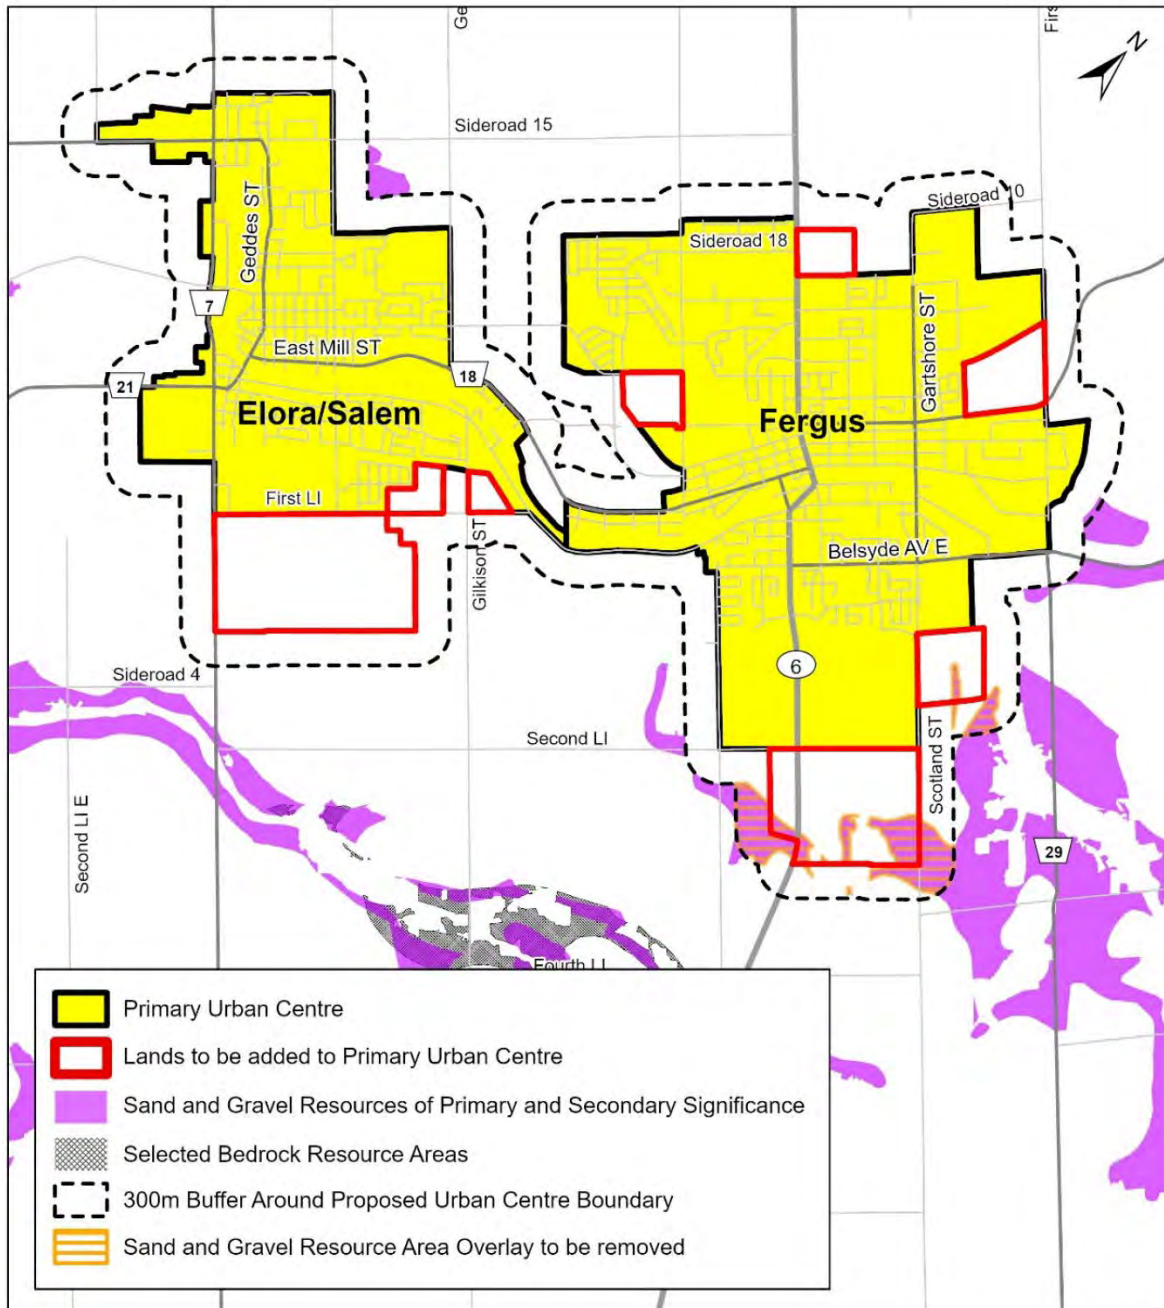 Ge
Firs
N
Sideroad 15
Sideroad 10
Sideroad 18
Geddes ST
7
East Mill ST
Gartshore ST
21
18
Elora/Salem
Fergus
First LI
Gilkison ST
Belsyde AV E
Sideroad 4
6
Second LI
Scotland ST
Second LI E
29
Fourth LI
Primary Urban Centre
Lands to be added to Primary Urban Centre
Sand and Gravel Resources of Primary and Secondary Significance
Selected Bedrock Resource Areas
300m Buffer Around Proposed Urban Centre Boundary
Sand and Gravel Resource Area Overlay to be removed